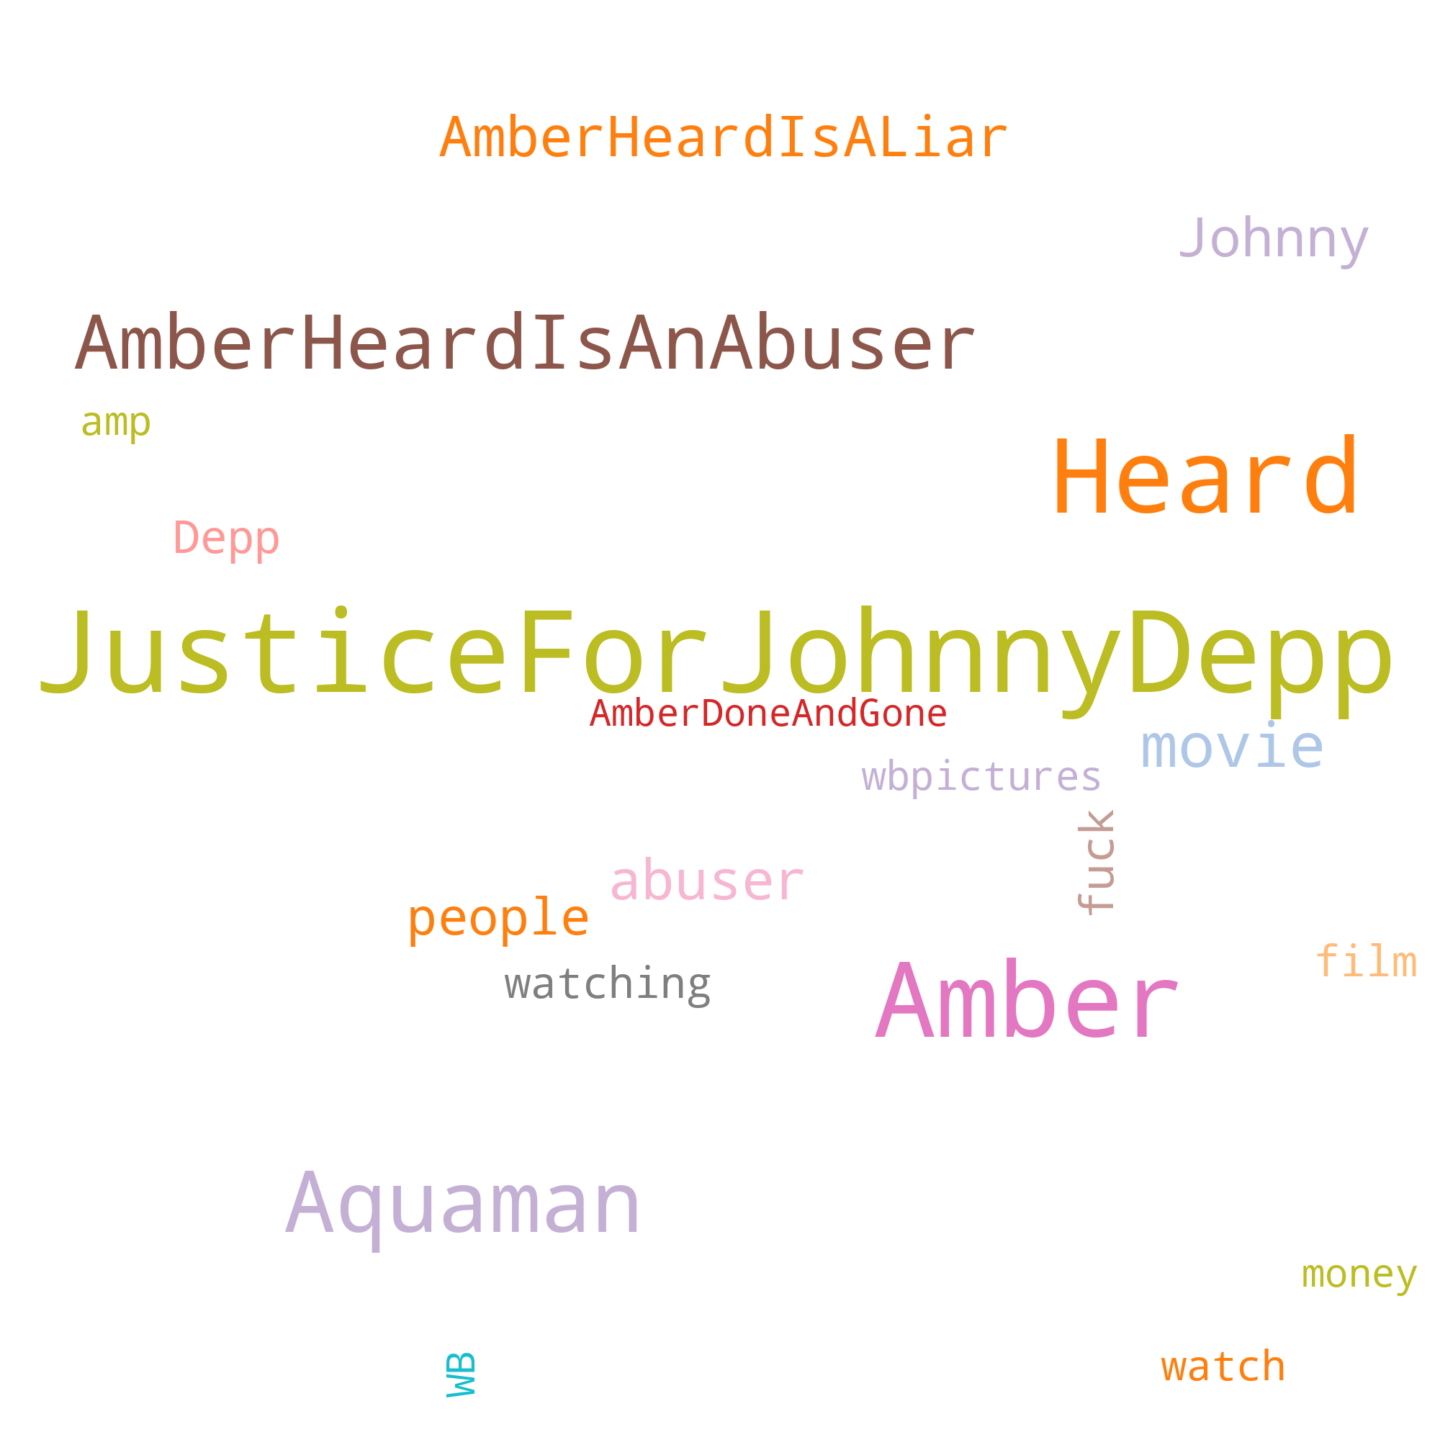 AmberHeardIsALiar
Johnny
AmberHeardIsAnAbuser
amp
Heard
Depp
JusticeForJohnnyDepp
AmberDoneAndGone
movie
wbpictures
fuck
abuser
people
film
watching
Amber
Aquaman
money
WB
watch